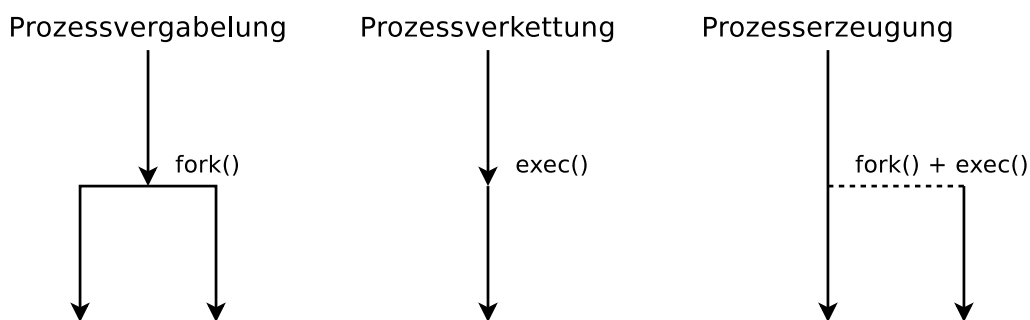 Prozessvergabelung
Prozessverkettung
Prozesserzeugung
fork()
exec()
fork() + exec()